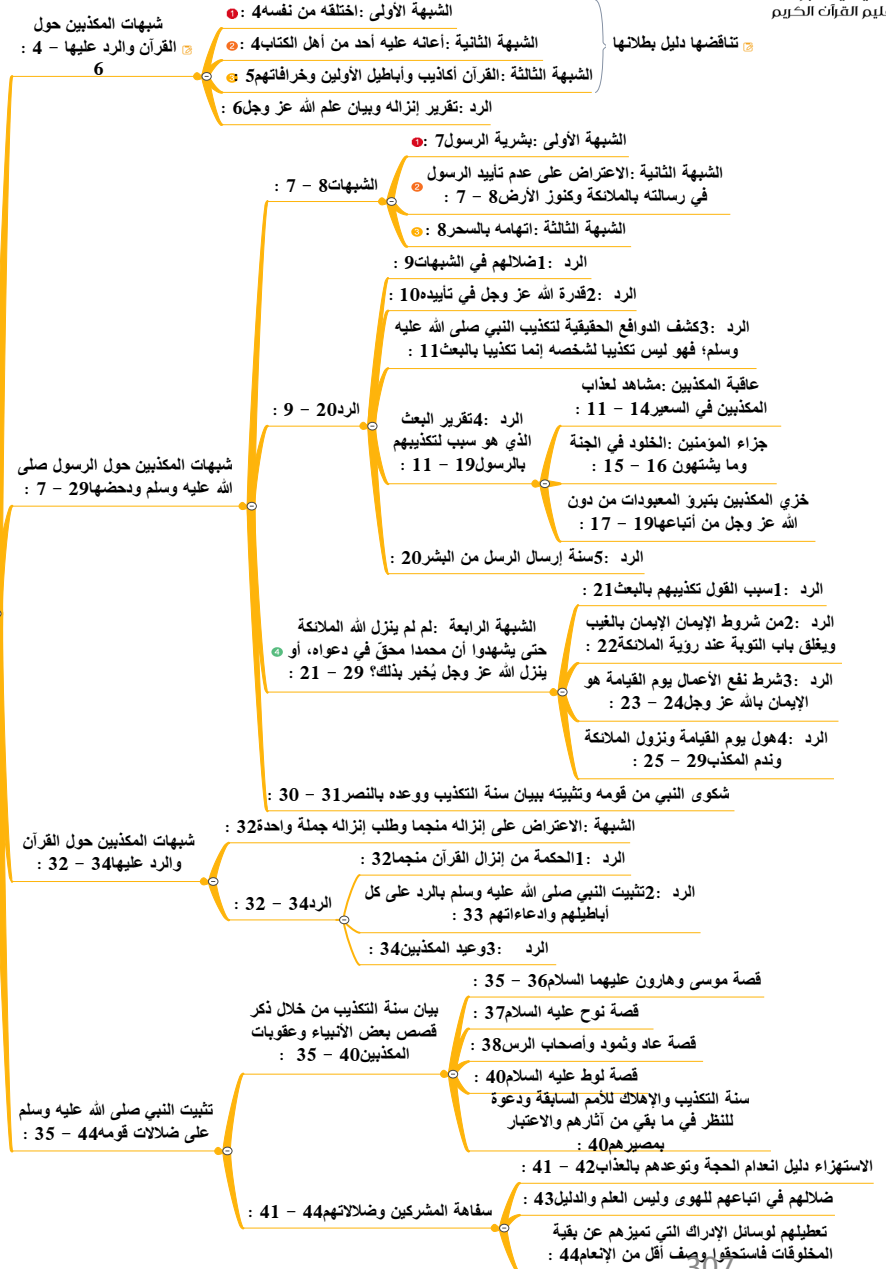 ليم القرآن الكريم
شبهات المكذبين حول
القرآن والرد عليها – 4 :
6
الشبهة الأولى :اختلقه من نفسه4 :
1
الشبهة الثانية :أعانه عليه أحد من أهل الكتاب4 :
2
الشبهة الثالثة :القرآن أكاذيب وأباطيل الأولين وخرافاتهم5 :
تناقضها دليل بطلانها
الرد :تقرير إنزاله وبيان علم الله عز وجل6 :
شبهات المكذبين حول الرسول صلى
الله عليه وسلم ودحضها29 – 7 :
الشبهات8 – 7 :
الشبهة الأولى :بشرية الرسول7 :
1
الشبهة الثانية :الاعتراض على عدم تأييد الرسول
في رسالته بالملائكة وكنوز الأرض8 – 7 :
2
الشبهة الثالثة :اتهامه بالسحر8 :
3
الرد20 – 9 :
الرد :1ضلالهم في الشبهات9 :
الرد :2قدرة الله عز وجل في تأييده10 :
الرد :3كشف الدوافع الحقيقية لتكذيب النبي صلى الله عليه
وسلم؛ فهو ليس تكذيبا لشخصه إنما تكذيبا بالبعث11 :
الرد :4تقرير البعث
الذي هو سبب لتكذيبهم
بالرسول19 – 11 :
عاقبة المكذبين :مشاهد لعذاب
المكذبين في السعير14 – 11 :
جزاء المؤمنين :الخلود في الجنة
وما يشتهون 16 – 15 :
خزي المكذبين بتبرؤ المعبودات من دون
الله عز وجل من أتباعها19 – 17 :
الرد :5سنة إرسال الرسل من البشر20 :
الشبهة الرابعة :لم لم ينزل الله الملائكة
حتى يشهدوا أن محمدا محقّ في دعواه، أو
ينزل الله عز وجل يُخبر بذلك؟ 29 – 21 :
4
الرد :1سبب القول تكذيبهم بالبعث21 :
الرد :2من شروط الإيمان الإيمان بالغيب
ويغلق باب التوبة عند رؤية الملائكة22 :
الرد :3شرط نفع الأعمال يوم القيامة هو
الإيمان بالله عز وجل24 – 23 :
الرد :4هول يوم القيامة ونزول الملائكة
وندم المكذب29 – 25 :
شكوى النبي من قومه وتثبيته ببيان سنة التكذيب ووعده بالنصر31 – 30 :
شبهات المكذبين حول القرآن
والرد عليها34 – 32 :
الشبهة :الاعتراض على إنزاله منجما وطلب إنزاله جملة واحدة32 :
الرد34 – 32 :
الرد :1الحكمة من إنزال القرآن منجما32 :
الرد :2تثبيت النبي صلى الله عليه وسلم بالرد على كل
أباطيلهم وادعاءاتهم 33 :
الرد :3وعيد المكذبين34 :
تثبيت النبي صلى الله عليه وسلم
على ضلالات قومه44 – 35 :
بيان سنة التكذيب من خلال ذكر
قصص بعض الأنبياء وعقوبات
المكذبين40 – 35 :
قصة موسى وهارون عليهما السلام36 – 35 :
قصة نوح عليه السلام37 :
قصة عاد وثمود وأصحاب الرس38 :
قصة لوط عليه السلام40 :
سنة التكذيب والإهلاك للأمم السابقة ودعوة
للنظر في ما بقي من آثارهم والاعتبار
بمصيرهم40 :
سفاهة المشركين وضلالاتهم44 – 41 :
الاستهزاء دليل انعدام الحجة وتوعدهم بالعذاب42 – 41 :
ضلالهم في اتباعهم للهوى وليس العلم والدليل43 :
تعطيلهم لوسائل الإدراك التي تميزهم عن بقية
المخلوقات فاستحقوا وصف أقل من الإنعام44 :
307